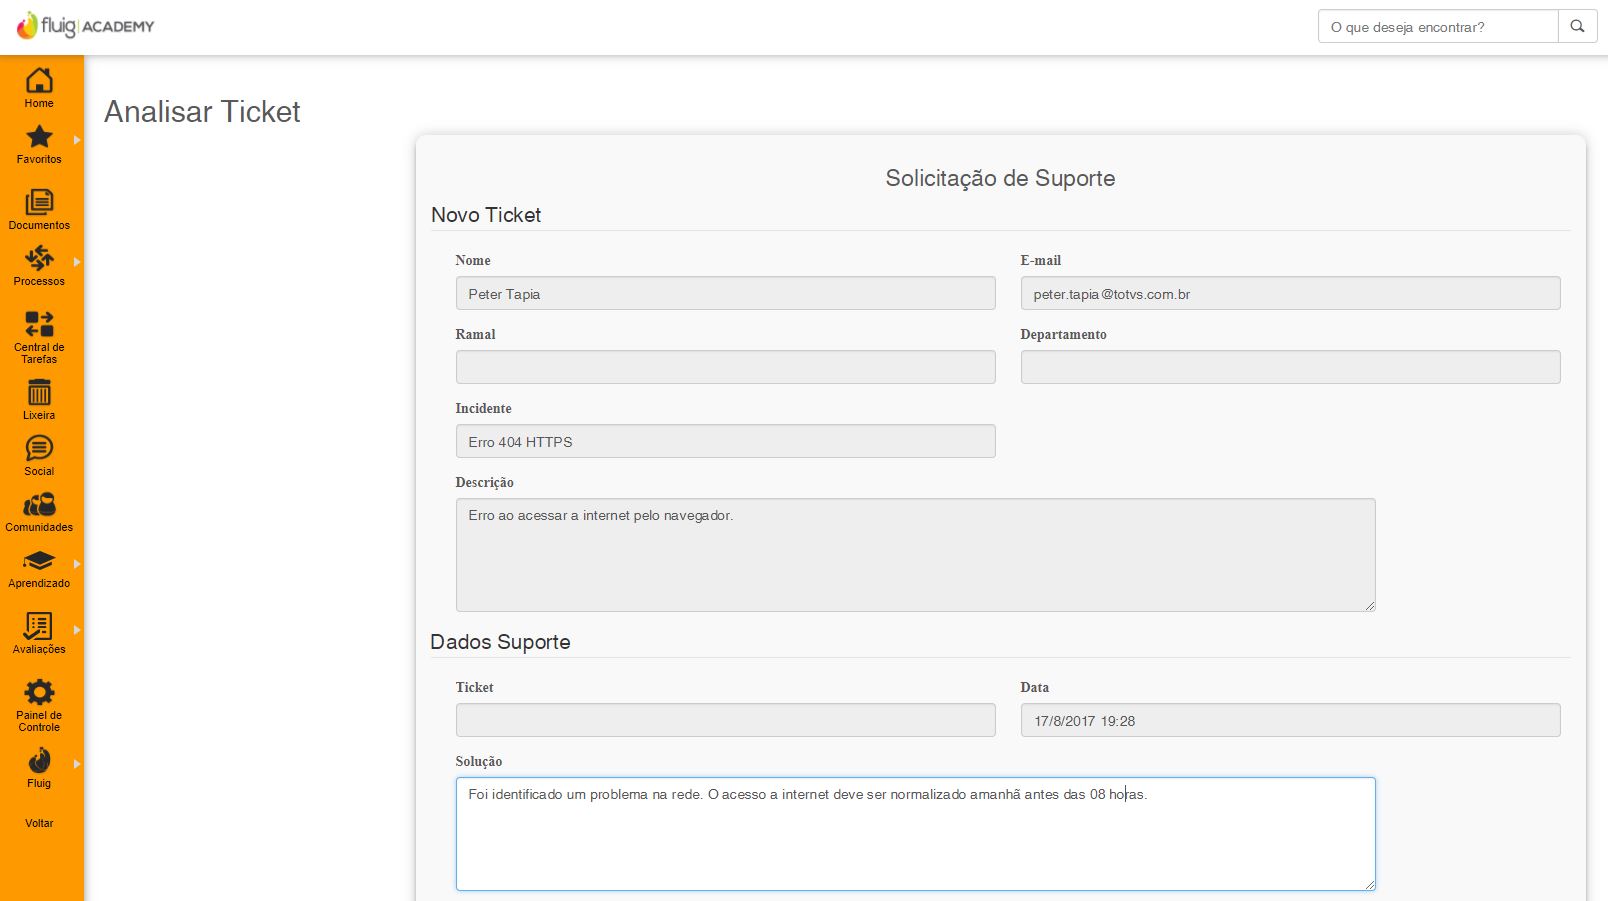 fluig ACADEMY
O que deseja encontrar?
Home
Favoritos
Documentos
Processos
Central de
Tarefas
Lixeira
Social
Comunidades
Aprendizado
Avaliações
Painel de
Controle
Fluig
Voltar
Analisar Ticket
Solicitação de Suporte
Novo Ticket
Nome
E-mail
Peter Tapia
peter.tapia@totvs.com.br
Ramal
Departamento
Incidente
Erro 404 HTTPS
Descrição
Erro ao acessar a internet pelo navegador.
Dados Suporte
Ticket
Data
17/8/2017 19:28
Solução
Foi identificado um problema na rede. O acesso a internet deve ser normalizado amanhã antes das 08 horas.